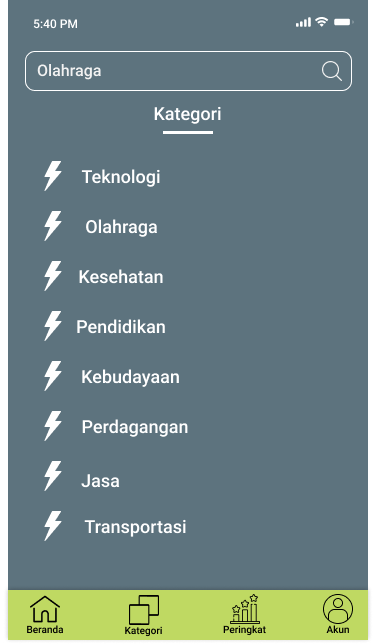 5:40 PM
Olahraga
Kategori
Teknologi
Olahraga
Kesehatan
Pendidikan
Kebudayaan
Perdagangan
Jasa
Transportasi
Beranda
Kategori
Peringkat
Akun